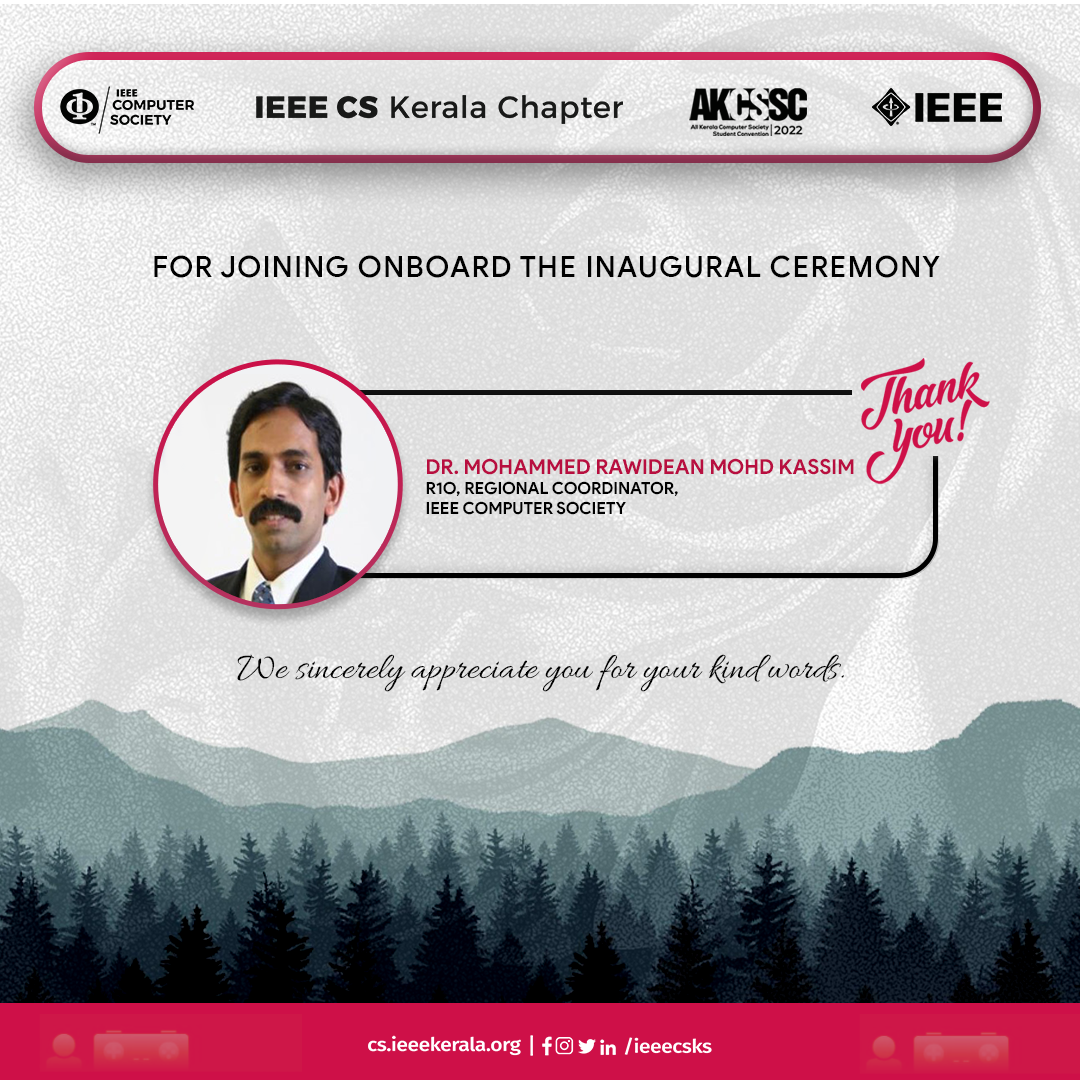 IEEE
COMPUTER
SOCIETY
IEEE CS Kerala Chapter
AKCSSC
All Kerala Computer Society
Student Convention
2022
IEEE
FOR JOINING ONBOARD THE INAUGURAL CEREMONY
Thank
you!
DR. MOHAMMED RAWIDEAN MOHD KASSIM
R10, REGIONAL COORDINATOR,
IEEE COMPUTER SOCIETY
We sincerely appreciate you for your kind words.
cs.ieeekerala.org | /ieeecsks